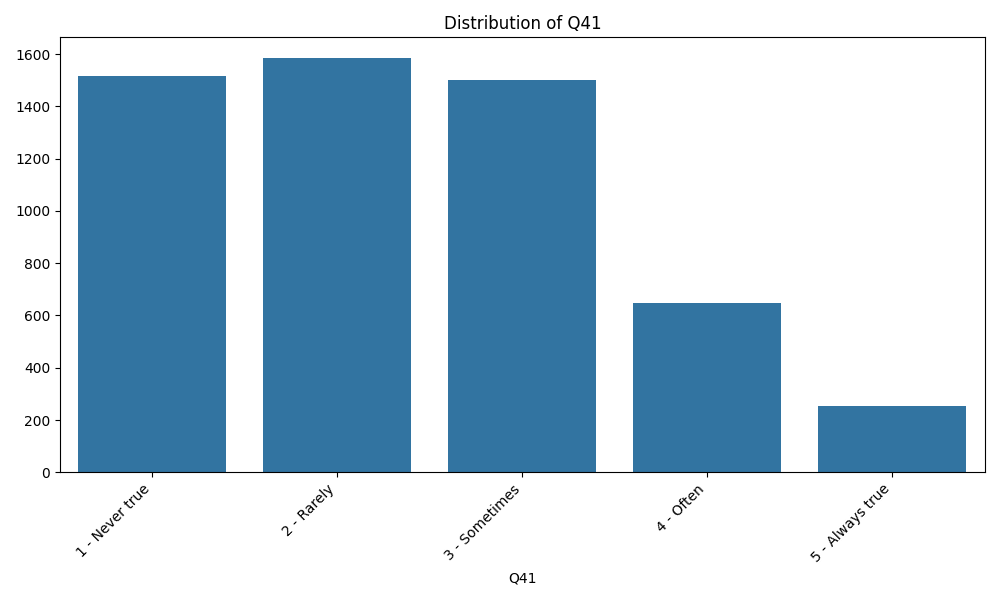 Distribution of Q41
1600
1400
1200
1000
800
600
400
200
0
1 - Never true
2 - Rarely
3 - Sometimes
4 - Often
5 - Always true
Q41